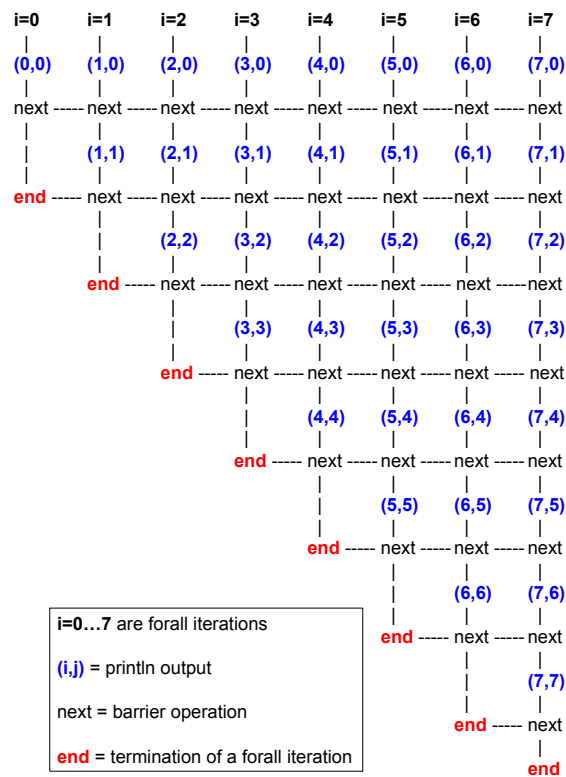 i=0 i=1 i=2 i=3 i=4 i=5 i=6 i=7
(0,0) (1,0) (2,0) (3,0) (4,0) (5,0) (6,0) (7,0)
next ----- next ----- next ----- next ----- next ----- next ----- next ----- next
(1,1) (2,1) (3,1) (4,1) (5,1) (6,1) (7,1)
end ----- next ----- next ----- next ----- next ----- next ----- next ----- next
(2,2) (3,2) (4,2) (5,2) (6,2) (7,2)
end ----- next ----- next ----- next ----- next ----- next ----- next
(3,3) (4,3) (5,3) (6,3) (7,3)
end ----- next ----- next ----- next ----- next ----- next
(4,4) (5,4) (6,4) (7,4)
end ----- next ----- next ----- next ----- next
(5,5) (6,5) (7,5)
end ----- next ----- next ----- next
(6,6) (7,6)
end ----- next ----- next
(7,7)
end ----- next
end
i=0…7 are forall iterations
(i,j) = println output
next = barrier operation
end = termination of a forall iteration